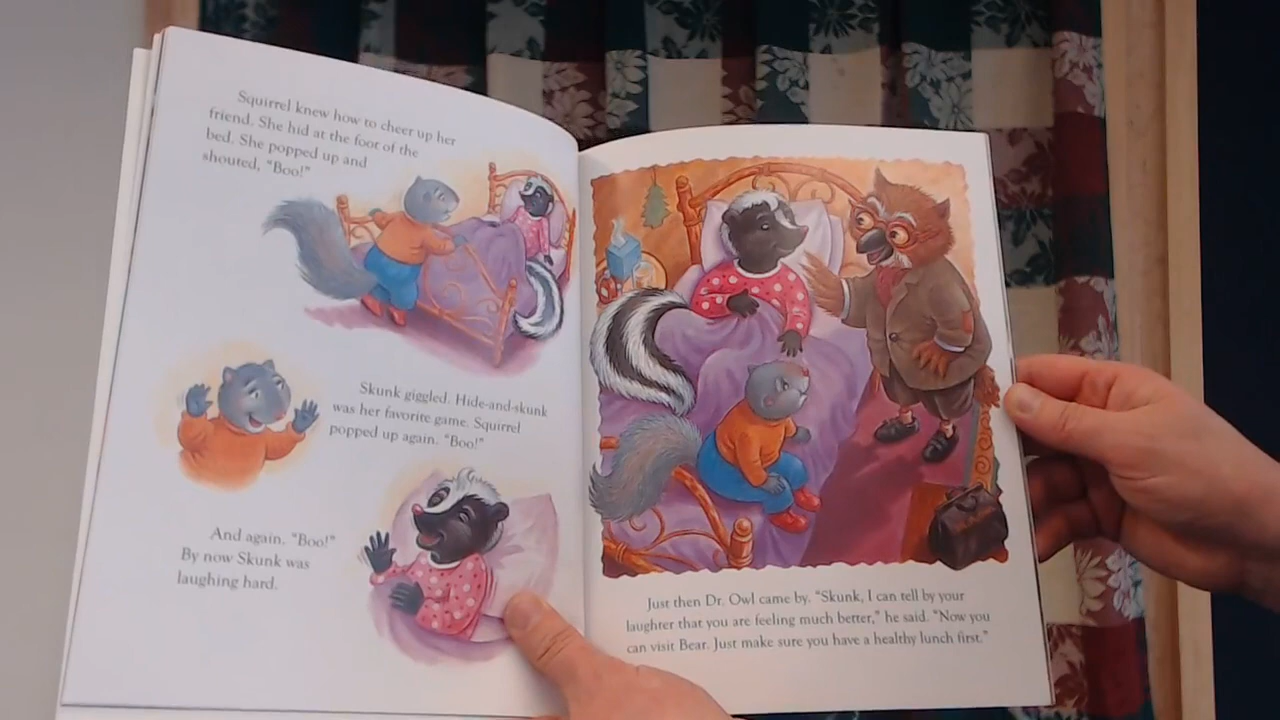 Squirrel knew how to cheer up her
friend. She hid at the foot of the
bed. She popped up and
shouted, "Boo!"
Skunk giggled. Hide-and-skunk
was her favorite game. Squirrel
popped up again. "Boo!"
And again. "Boo!"
By now Skunk was
laughing hard.
Just then Dr. Owl came by. "Skunk, I can tell by your
laughter that you are feeling much better," he said. "Now you
can visit Bear. Just make sure you have a healthy lunch first."